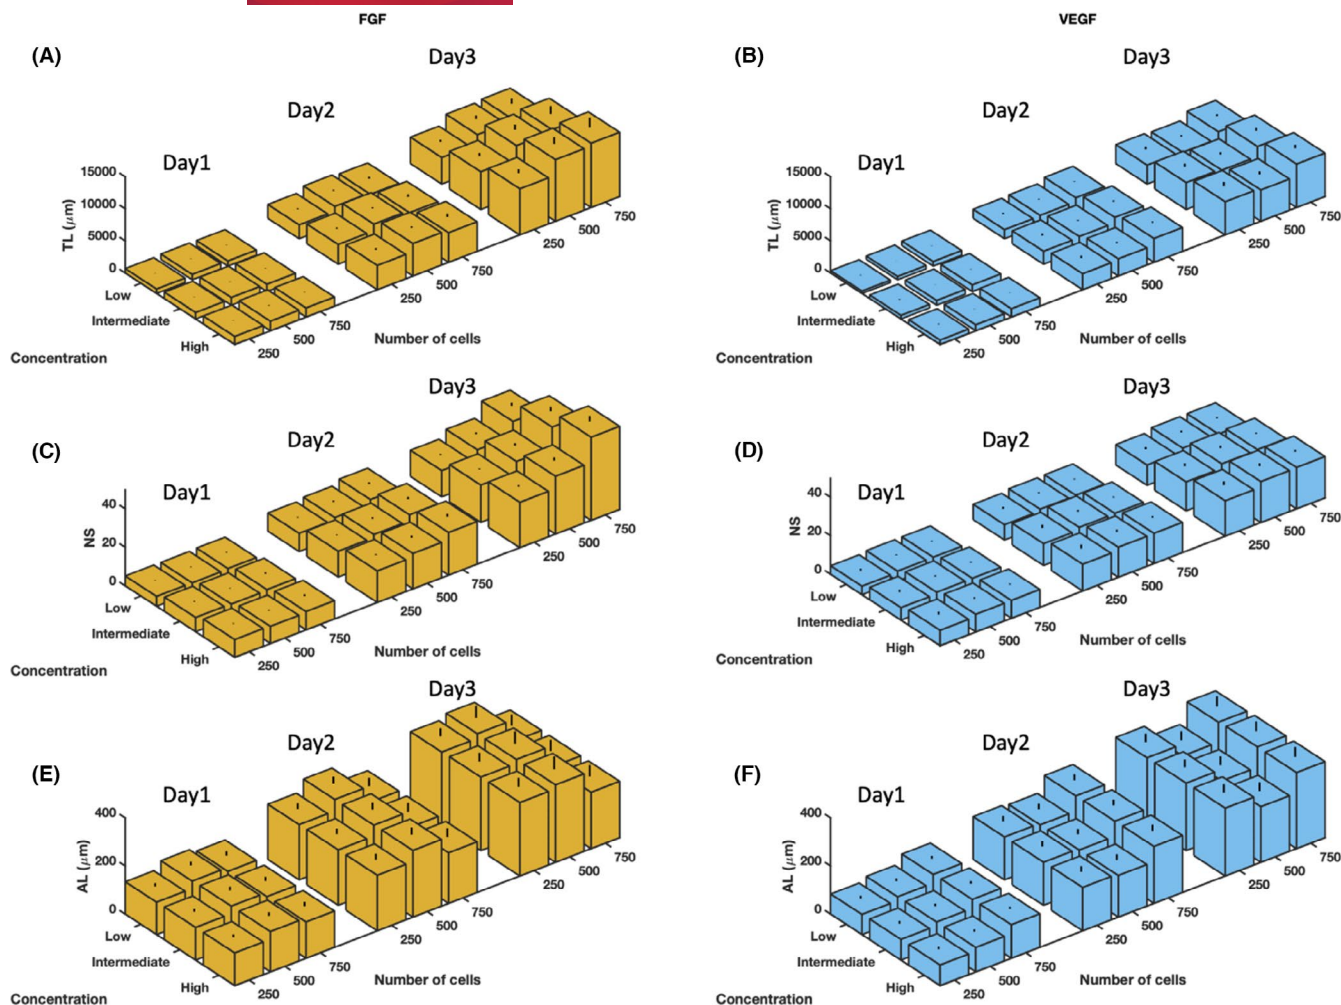 FGF
VEGF
(A)
Day3
Day2
Day1
15000
10000
5000
0
TL (μm)
Low
Intermediate
High
Concentration
250
500
750
250
500
750
250
500
750
Number of cells
(B)
Day3
Day2
Day1
15000
10000
5000
0
TL (μm)
Low
Intermediate
High
Concentration
250
500
750
250
500
750
250
500
750
Number of cells
(C)
Day3
Day2
Day1
40
20
0
NS
Low
Intermediate
High
Concentration
250
500
750
250
500
750
250
500
750
Number of cells
(D)
Day3
Day2
Day1
40
20
0
NS
Low
Intermediate
High
Concentration
250
500
750
250
500
750
250
500
750
Number of cells
(E)
Day3
Day2
Day1
400
200
0
AL (μm)
Low
Intermediate
High
Concentration
250
500
750
250
500
750
250
500
750
Number of cells
(F)
Day3
Day2
Day1
400
200
0
AL (μm)
Low
Intermediate
High
Concentration
250
500
750
250
500
750
250
500
750
Number of cells